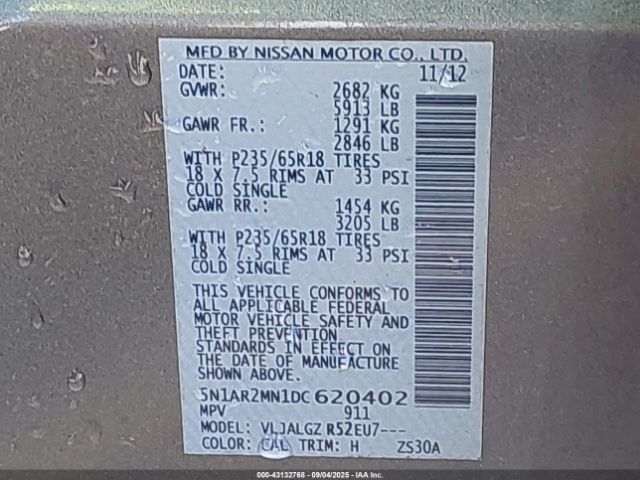 MFD BY NISSAN MOTOR CO., LTD.
DATE: 11/12
GVWR: 2682 KG
5913 LB
GAWR FR.: 1291 KG
2846 LB
WITH P235/65R18 TIRES
18 X 7.5 RIMS AT 33 PSI
COLD SINGLE
GAWR RR.: 1454 KG
3205 LB
WITH P235/65R18 TIRES
18 X 7.5 RIMS AT 33 PSI
COLD SINGLE
THIS VEHICLE CONFORMS TO
ALL APPLICABLE FEDERAL
MOTOR VEHICLE SAFETY AND
THEFT PREVENTION
STANDARDS IN EFFECT ON
THE DATE OF MANUFACTURE
SHOWN ABOVE.
5N1AR2MN1DC620402
MPV 911
MODEL: VLJALGZ R52EU7---
COLOR: CAL TRIM: H ZS30A
000-43132768 - 09/04/2025 - IAAI.COM